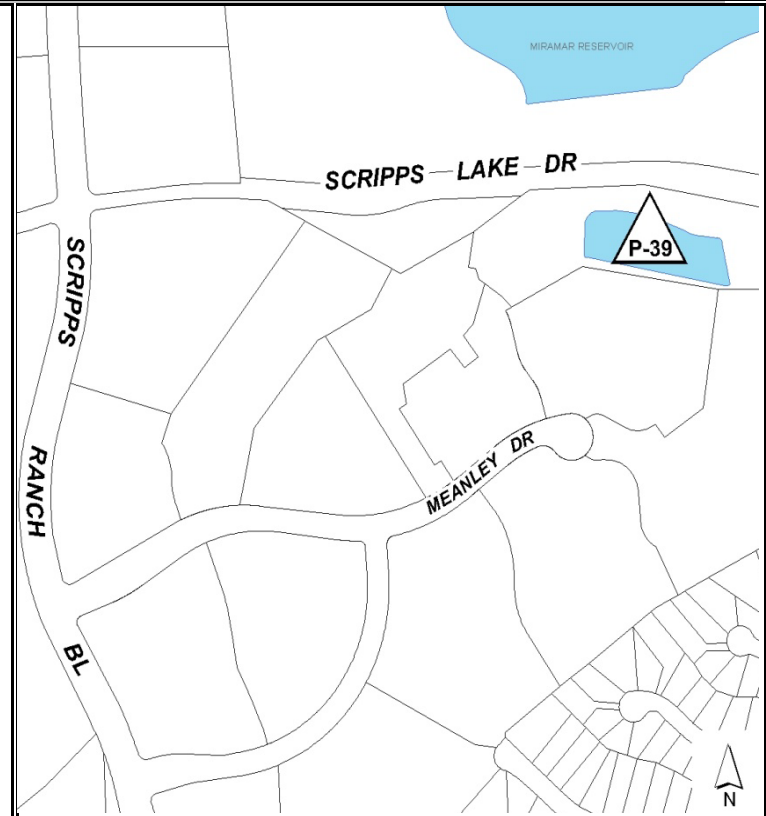 MIRAMAR RESERVOIR
SCRIPPS LAKE DR
P-39
SCRIPPS
RANCH
BL
MEANLEY DR
N